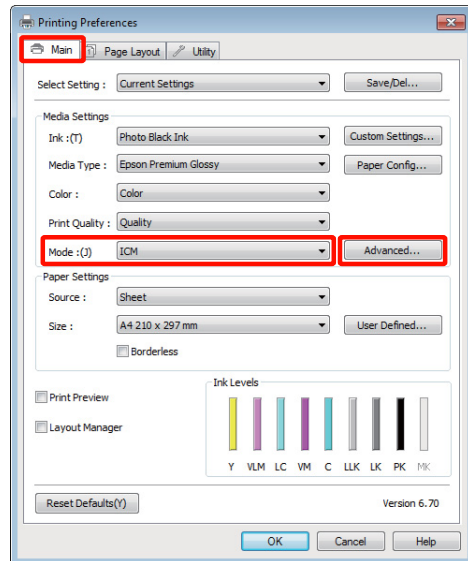 Printing Preferences
Main Page Layout Utility
Select Setting : Current Settings Save/Del...
Media Settings
Ink :(T) Photo Black Ink Custom Settings...
Media Type : Epson Premium Glossy Paper Config...
Color : Color
Print Quality : Quality
Mode :(J) ICM Advanced...
Paper Settings
Source : Sheet
Size : A4 210 x 297 mm User Defined...
Borderless
Ink Levels
Print Preview
Layout Manager
Y VLM LC VM C LLK LK PK MK
Reset Defaults(Y) Version 6.70
OK Cancel Help